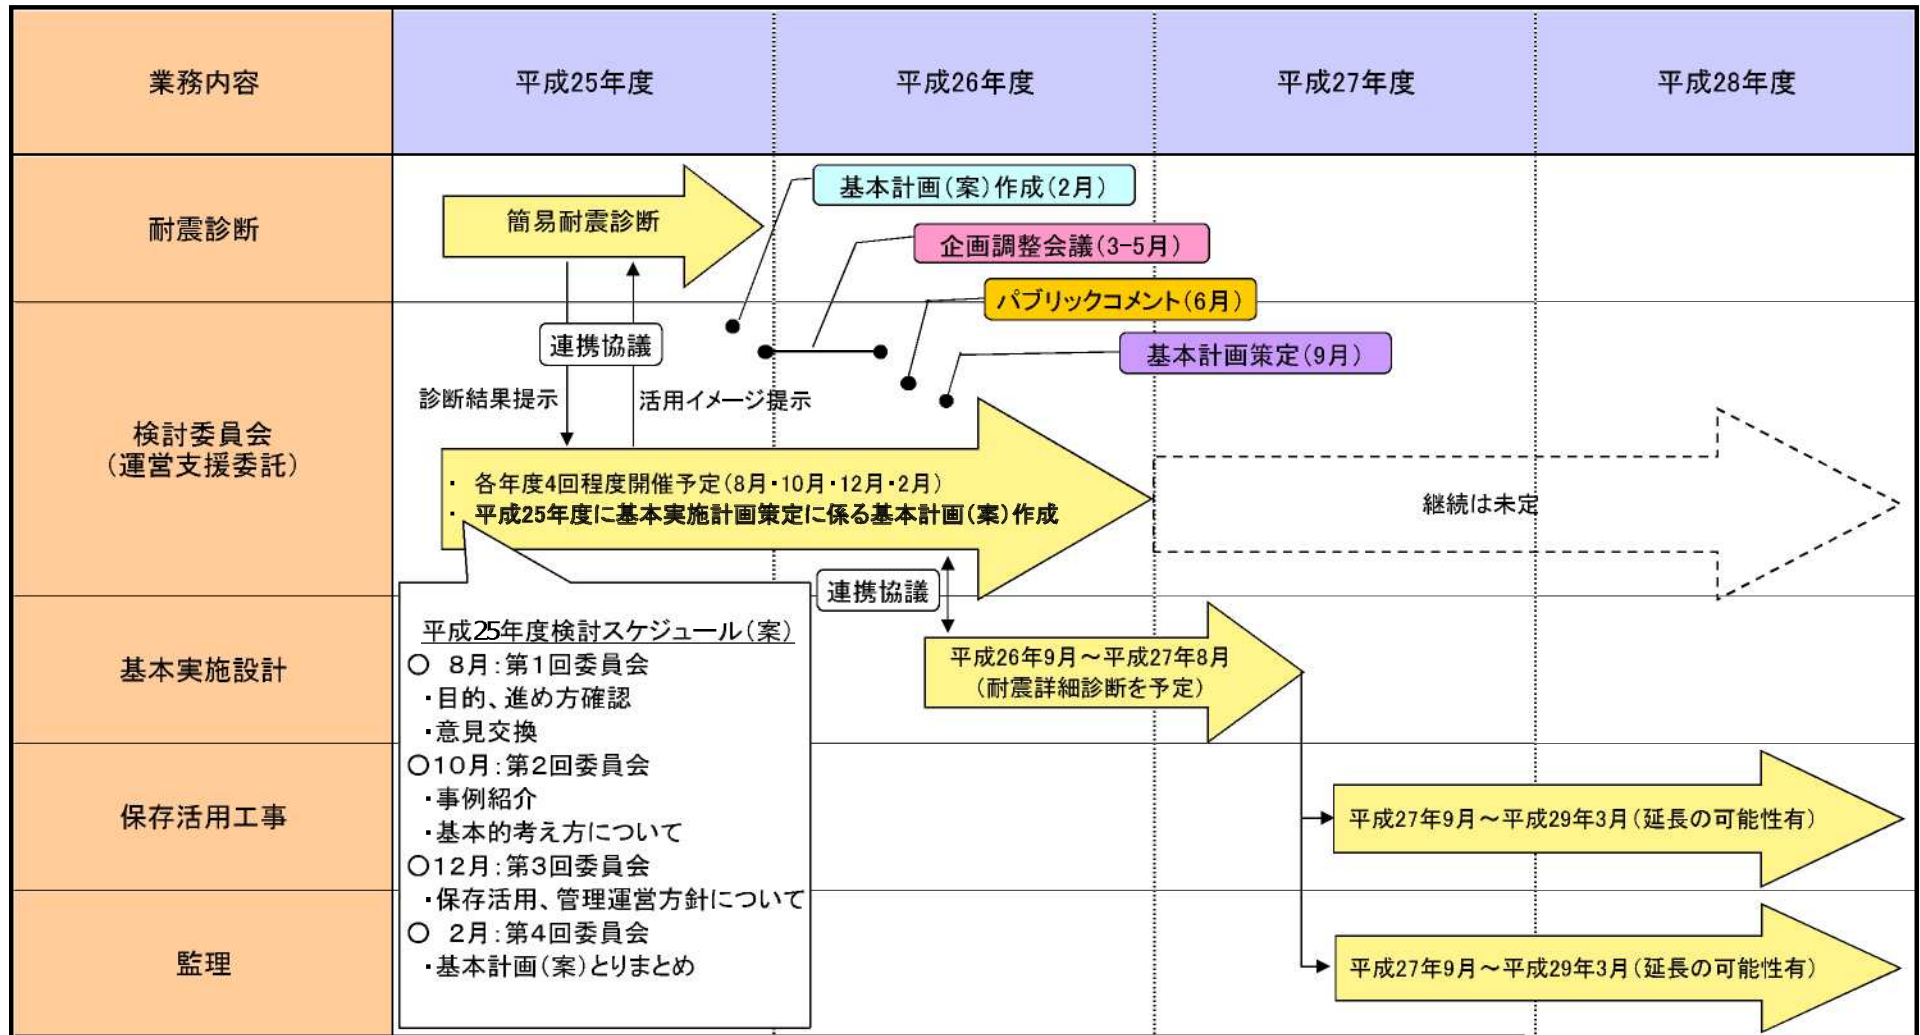 業務内容
平成25年度
平成26年度
平成27年度
平成28年度
耐震診断
簡易耐震診断
基本計画(案)作成(2月)
企画調整会議(3-5月)
パブリックコメント(6月)
基本計画策定(9月)
連携協議
診断結果提示
活用イメージ提示
検討委員会
(運営支援委託)
・ 各年度4回程度開催予定(8月・10月・12月・2月)
・ 平成25年度に基本実施計画策定に係る基本計画(案)作成
継続は未定
連携協議
平成25年度検討スケジュール(案)
○ 8月:第1回委員会
・目的、進め方確認
・意見交換
○10月:第2回委員会
・事例紹介
・基本的考え方について
○12月:第3回委員会
・保存活用、管理運営方針について
○ 2月:第4回委員会
・基本計画(案)とりまとめ
基本実施設計
平成26年9月～平成27年8月
(耐震詳細診断を予定)
保存活用工事
平成27年9月～平成29年3月(延長の可能性有)
監理
平成27年9月～平成29年3月(延長の可能性有)